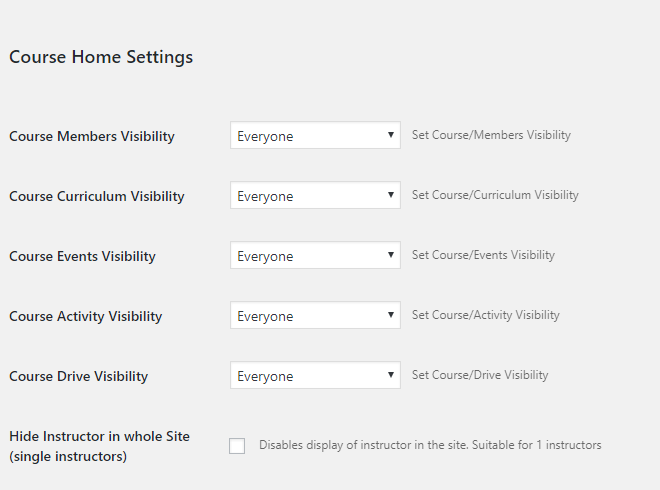 Course Home Settings
Course Members Visibility Everyone Set Course/Members Visibility
Course Curriculum Visibility Everyone Set Course/Curriculum Visibility
Course Events Visibility Everyone Set Course/Events Visibility
Course Activity Visibility Everyone Set Course/Activity Visibility
Course Drive Visibility Everyone Set Course/Drive Visibility
Hide Instructor in whole Site
(single instructors)
Disables display of instructor in the site. Suitable for 1 instructors